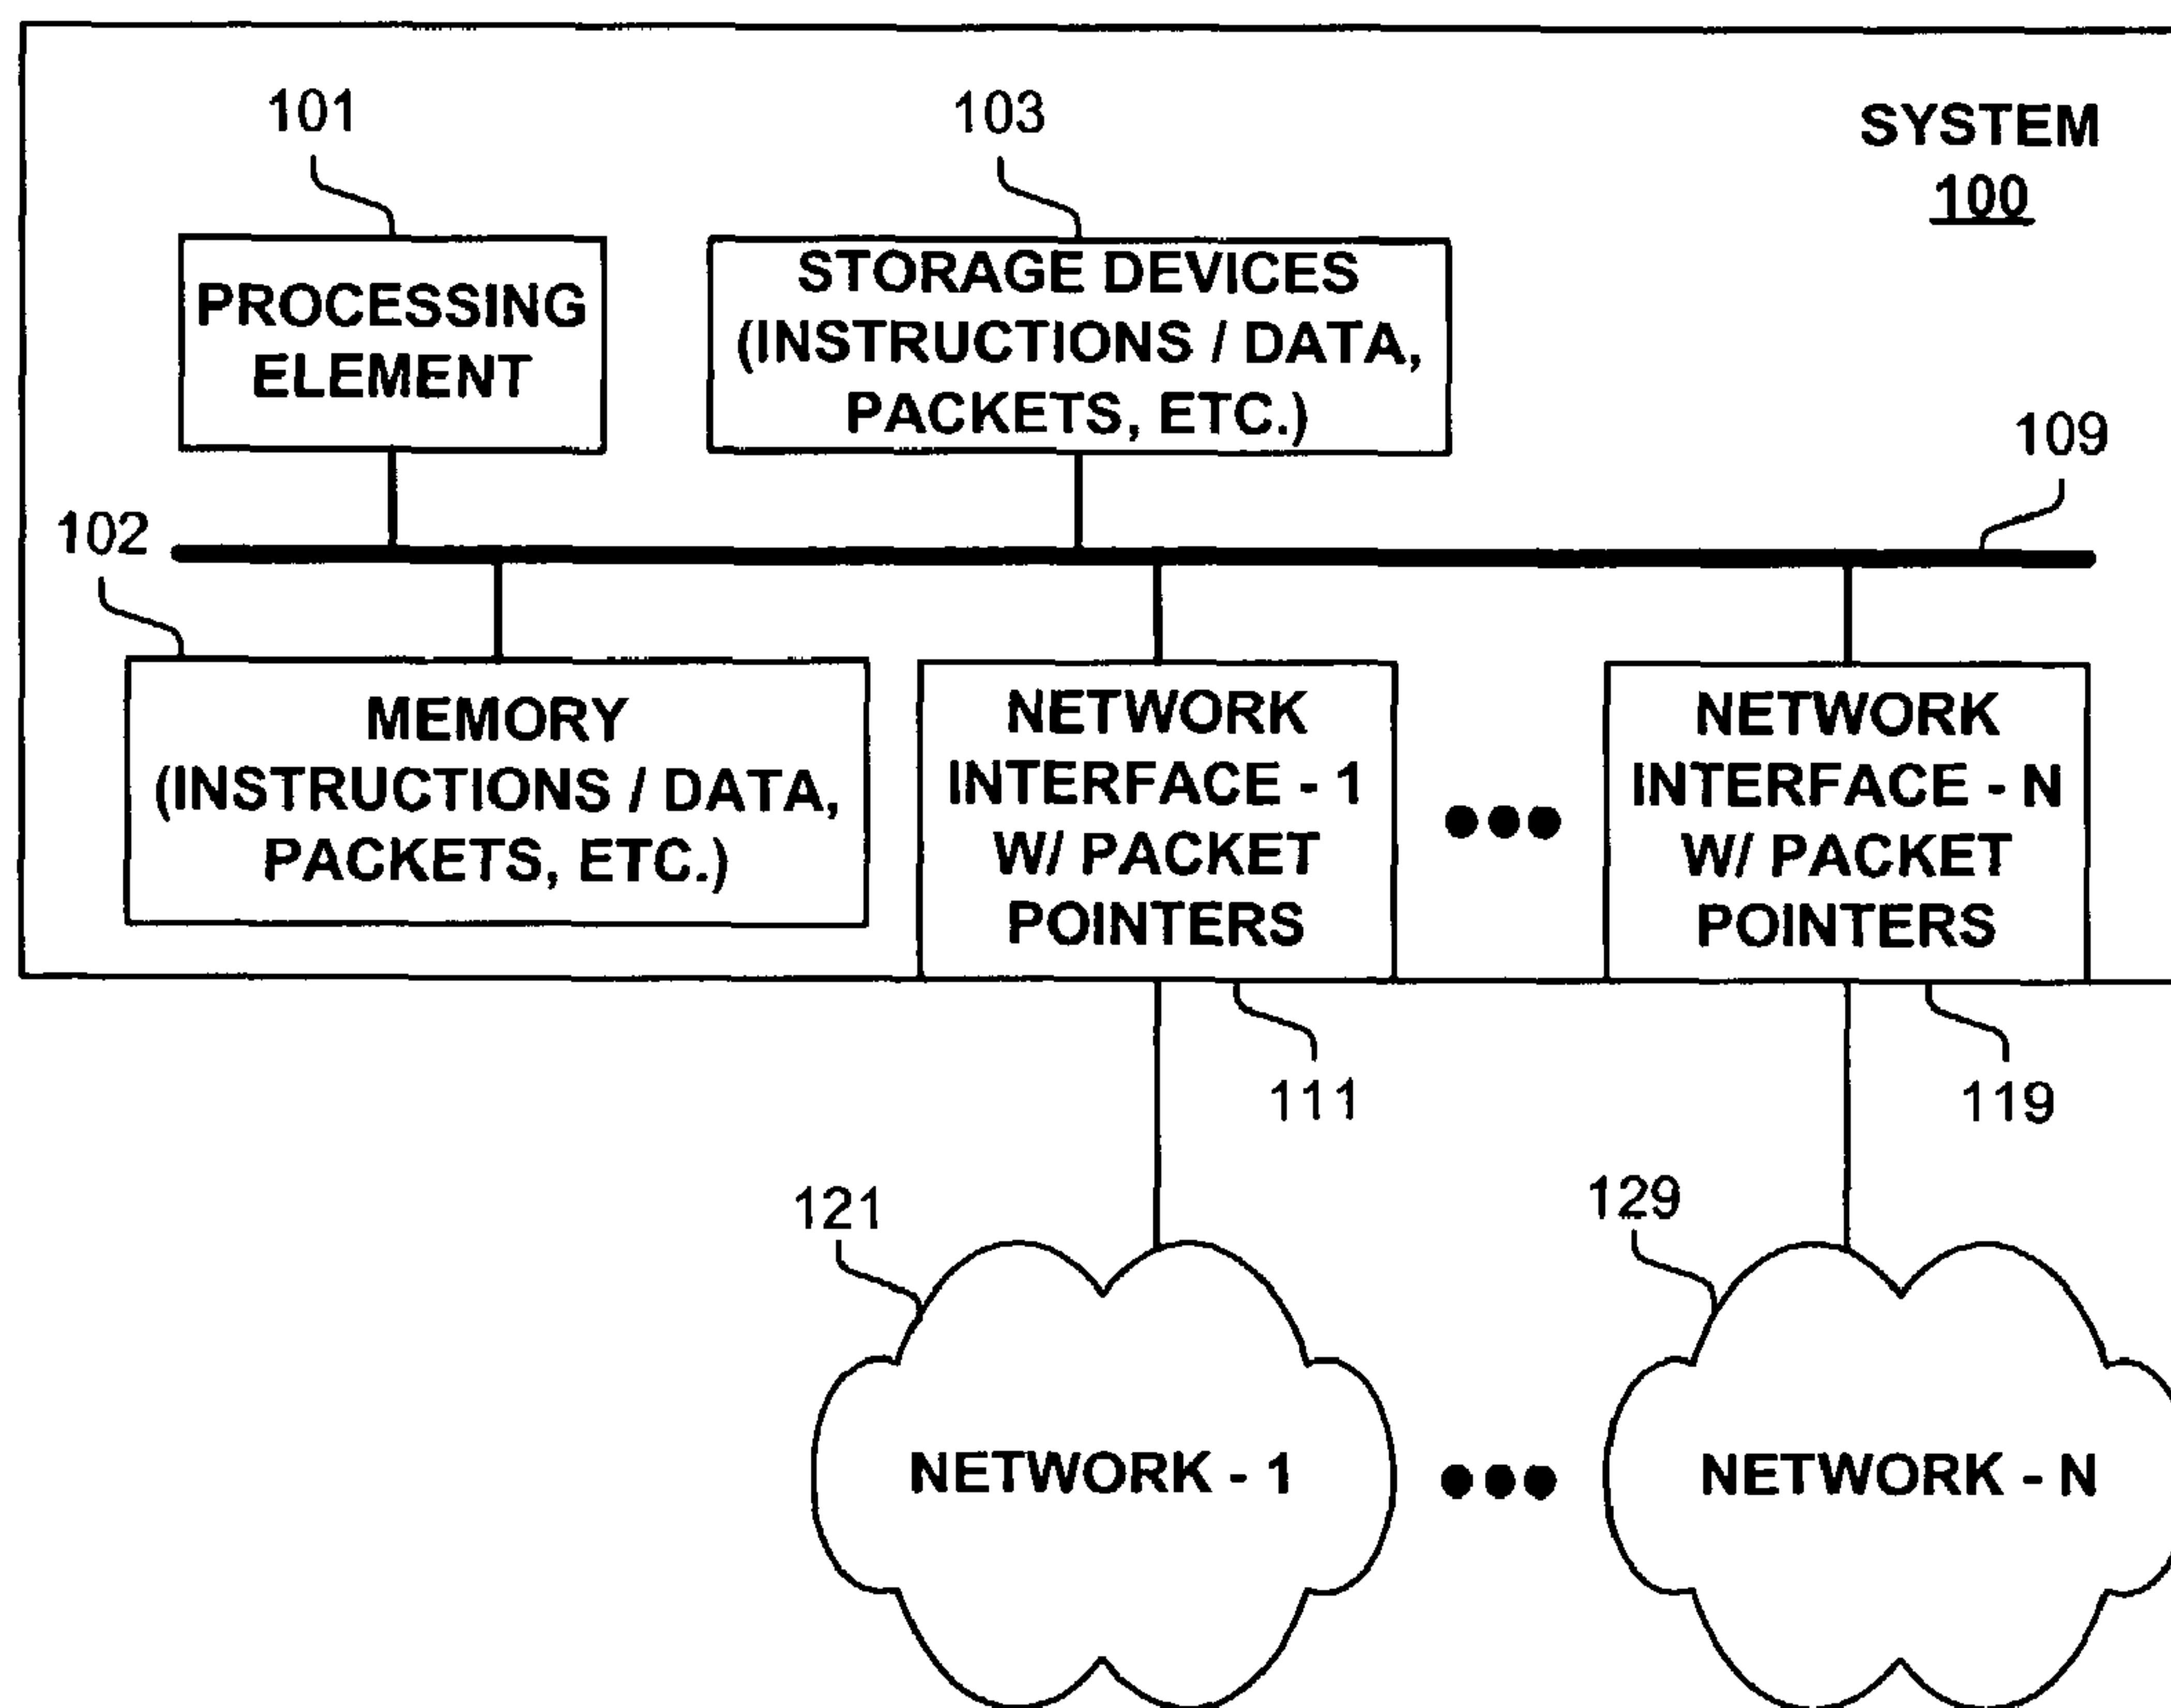 101
103
SYSTEM
100
PROCESSING
ELEMENT
STORAGE DEVICES
(INSTRUCTIONS / DATA,
PACKETS, ETC.)
109
102
MEMORY
(INSTRUCTIONS / DATA,
PACKETS, ETC.)
NETWORK
INTERFACE - 1
W/ PACKET
POINTERS
NETWORK
INTERFACE - N
W/ PACKET
POINTERS
111
119
121
129
NETWORK - 1
NETWORK - N